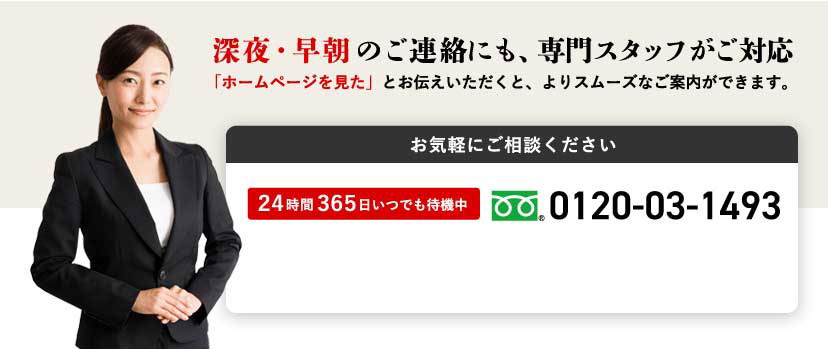 深夜・早朝のご連絡にも、専門スタッフがご対応
「ホームページを見た」とお伝えいただくと、よりスムーズなご案内ができます。
お気軽にご相談ください
24時間365日いつでも待機中 ® 0120-03-1493